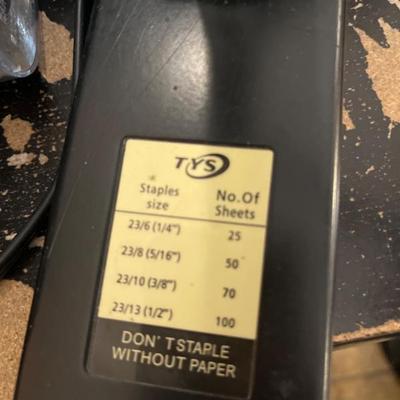 TYS
Staples size No. Of Sheets
23/6 (1/4''') 25
23/8 (5/16''') 50
23/10 (3/8''') 70
23/13 (1/2''') 100
DON' T STAPLE
WITHOUT PAPER